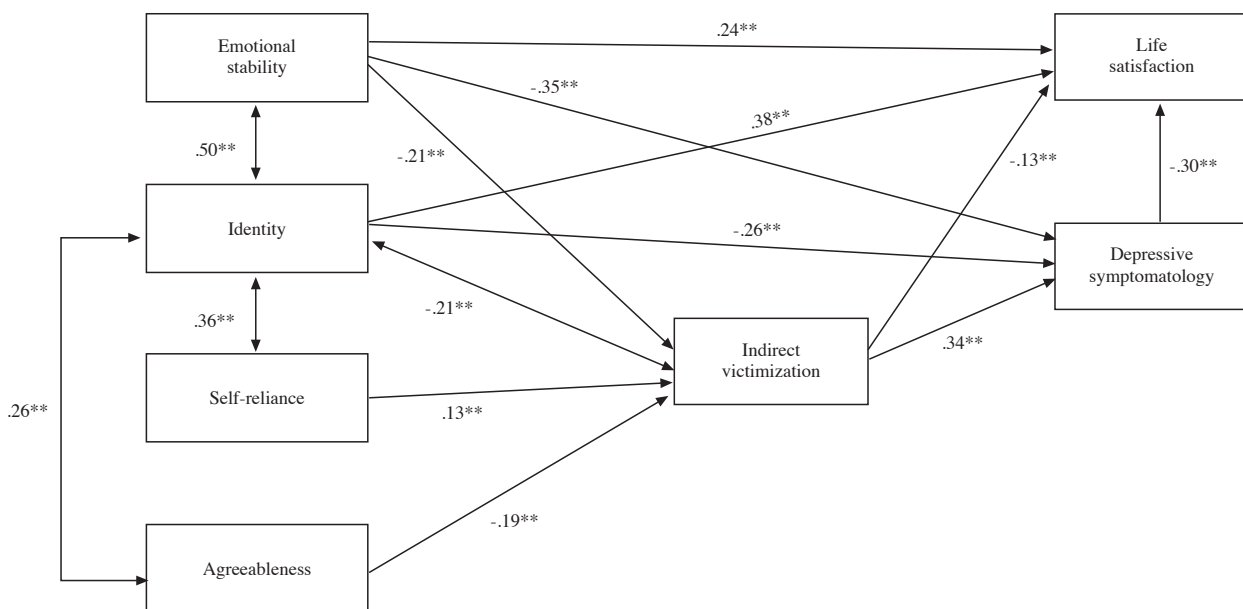 Emotional
stability
.24**
Life
satisfaction
-.35**
.38**
.50**
-.21**
-.13**
-.30**
Identity
-.26**
Depressive
symptomatology
.36**
-.21**
Indirect
victimization
.34**
Self-reliance
.13**
.26**
-.19**
Agreeableness